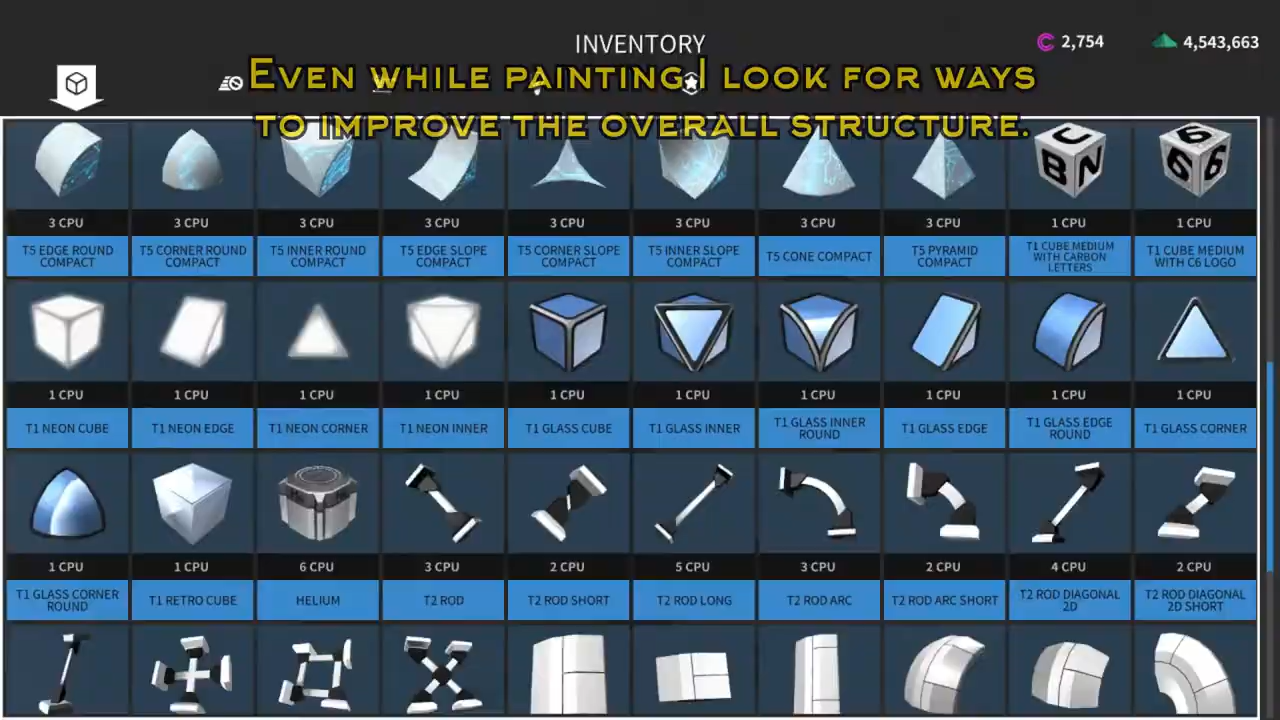 INVENTORY
2,754
4,543,663
EVEN WHILE PAINTING I LOOK FOR WAYS
TO IMPROVE THE OVERALL STRUCTURE.
C
B N
6
6 6
3 CPU 3 CPU 3 CPU 3 CPU 3 CPU 3 CPU 3 CPU 3 CPU 1 CPU 1 CPU
T5 EDGE ROUND COMPACT
T5 CORNER ROUND COMPACT
T5 INNER ROUND COMPACT
T5 EDGE SLOPE COMPACT
T5 CORNER SLOPE COMPACT
T5 INNER SLOPE COMPACT
T5 CONE COMPACT
T5 PYRAMID COMPACT
T1 CUBE MEDIUM WITH CARBON LETTERS
T1 CUBE MEDIUM WITH C6 LOGO
1 CPU 1 CPU 1 CPU 1 CPU 1 CPU 1 CPU 1 CPU 1 CPU 1 CPU 1 CPU
T1 NEON CUBE
T1 NEON EDGE
T1 NEON CORNER
T1 NEON INNER
T1 GLASS CUBE
T1 GLASS INNER
T1 GLASS INNER ROUND
T1 GLASS EDGE
T1 GLASS EDGE ROUND
T1 GLASS CORNER
1 CPU 1 CPU 6 CPU 3 CPU 2 CPU 5 CPU 3 CPU 2 CPU 4 CPU 2 CPU
T1 GLASS CORNER ROUND
T1 RETRO CUBE
HELIUM
T2 ROD
T2 ROD SHORT
T2 ROD LONG
T2 ROD ARC
T2 ROD ARC SHORT
T2 ROD DIAGONAL 2D
T2 ROD DIAGONAL 2D SHORT